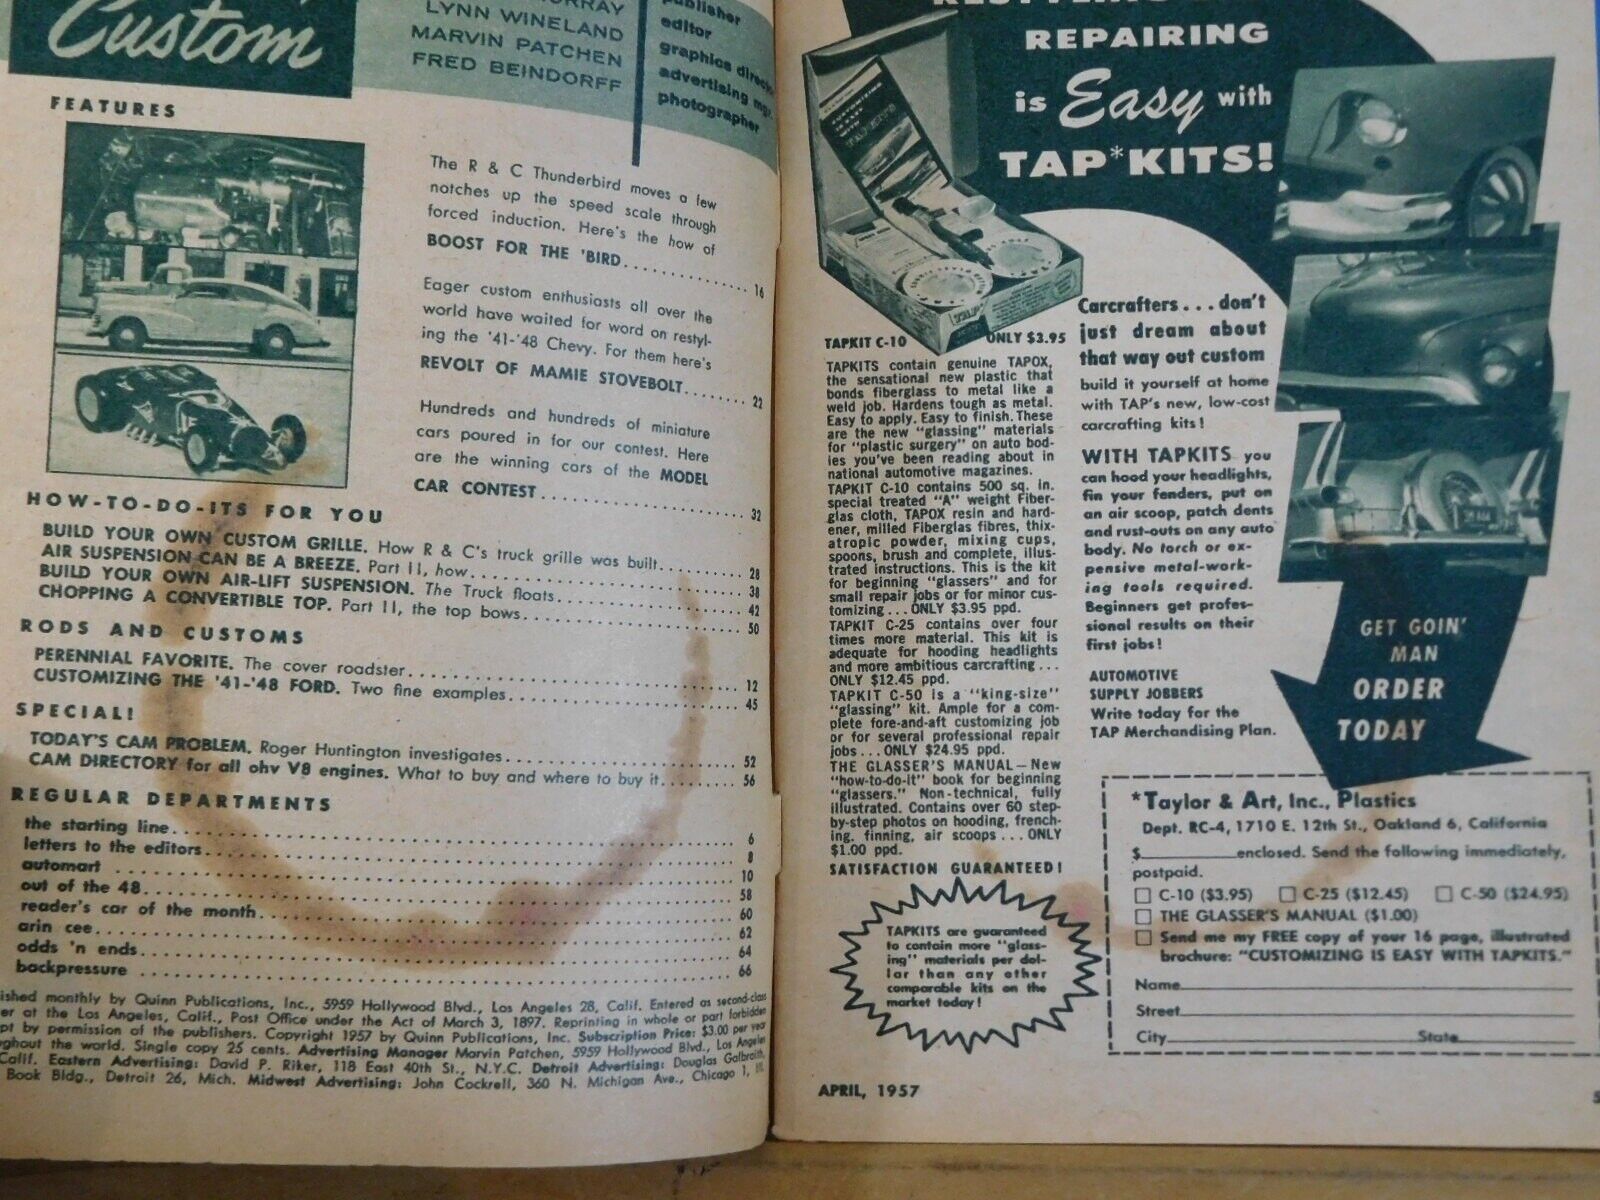 Custom
LYNN WINELAND
MARVIN PATCHEN
FRED BEINDORFF
publisher
editor
graphics
advertising
photographer
FEATURES
The R & C Thunderbird moves a few
notches up the speed scale through
forced induction. Here's the how of
BOOST FOR THE 'BIRD............... 16
Eager custom enthusiasts all over the
world have waited for word on restyl-
ing the '41-'48 Chevy. For them here's
REVOLT OF MAMIE STOVEBOLT........ 22
Hundreds and hundreds of miniature
cars poured in for our contest. Here
are the winning cars of the MODEL
CAR CONTEST........................ 32
HOW-TO-DO-ITS FOR YOU
BUILD YOUR OWN CUSTOM GRILLE. How R & C's truck grille was built.......... 28
AIR SUSPENSION CAN BE A BREEZE. Part II, how............................ 38
BUILD YOUR OWN AIR-LIFT SUSPENSION. The Truck floats.................... 42
CHOPPING A CONVERTIBLE TOP. Part II, the top bows....................... 50
RODS AND CUSTOMS
PERENNIAL FAVORITE. The cover roadster.................................. 12
CUSTOMIZING THE '41-'48 FORD. Two fine examples......................... 45
SPECIAL!
TODAY'S CAM PROBLEM. Roger Huntington investigates...................... 52
CAM DIRECTORY for all ohv V8 engines. What to buy and where to buy it.... 56
REGULAR DEPARTMENTS
the starting line....................................................... 6
letters to the editors.................................................. 8
automart ............................................................... 10
out of the 48........................................................... 58
reader's car of the month............................................... 60
arin cee................................................................ 62
odds 'n ends ........................................................... 64
backpressure ........................................................... 66
ished monthly by Quinn Publications, Inc., 5959 Hollywood Blvd., Los Angeles 28, Calif. Entered as second-class
er at the Los Angeles, Calif., Post Office under the Act of March 3, 1897. Reprinting in whole or part forbidden
pt by permission of the publishers. Copyright 1957 by Quinn Publications, Inc. Subscription Price: $3.00 per year
ughout the world. Single copy 25 cents. Advertising Manager Marvin Patchen, 5959 Hollywood Blvd., Los Angeles
Calif. Eastern Advertising: David P. Riker, 118 East 40th St., N.Y.C. Detroit Advertising: Douglas Galbraith,
Book Bldg., Detroit 26, Mich. Midwest Advertising: John Cockrell, 360 N. Michigan Ave., Chicago 1, Ill.
REPAIRING
is Easy with
TAP*KITS!
TAPKIT C-10 ONLY $3.95
TAPKITS contain genuine TAPOX,
the sensational new plastic that
bonds fiberglass to metal like a
weld job. Hardens tough as metal.
Easy to apply. Easy to finish. These
are the new "glassing" materials
for "plastic surgery" on auto bod-
ies you've been reading about in
national automotive magazines.
TAPKIT C-10 contains 500 sq. in.
special treated "A" weight Fiber-
glas cloth, TAPOX resin and hard-
ener, milled Fiberglas fibres, thix-
atropic powder, mixing cups,
spoons, brush and complete, illus-
trated instructions. This is the kit
for beginning "glassers" and for
small repair jobs or for minor cus-
tomizing . . . ONLY $3.95 ppd.
TAPKIT C-25 contains over four
times more material. This kit is
adequate for hooding headlights
and more ambitious carcrafting . . .
ONLY $12.45 ppd.
TAPKIT C-50 is a "king-size"
"glassing" kit. Ample for a com-
plete fore-and-aft customizing job
or for several professional repair
jobs . . . ONLY $24.95 ppd.
THE GLASSER'S MANUAL—New
"how-to-do-it" book for beginning
"glassers." Non-technical, fully
illustrated. Contains over 60 step-
by-step photos on hooding, french-
ing, finning, air scoops . . . ONLY
$1.00 ppd.
SATISFACTION GUARANTEED!
TAPKITS are guaranteed
to contain more "glass-
ing" materials per dol-
lar than any other
comparable kits on the
market today!
Carcrafters . . . don't
just dream about
that way out custom
build it yourself at home
with TAP's new, low-cost
carcrafting kits!
WITH TAPKITS you
can hood your headlights,
fin your fenders, put on
an air scoop, patch dents
and rust-outs on any auto
body. No torch or ex-
pensive metal-work-
ing tools required.
Beginners get profes-
sional results on their
first jobs!
AUTOMOTIVE
SUPPLY JOBBERS
Write today for the
TAP Merchandising Plan.
GET GOIN'
MAN
ORDER
TODAY
*Taylor & Art, Inc., Plastics
Dept. RC-4, 1710 E. 12th St., Oakland 6, California
$__________enclosed. Send the following immediately,
postpaid.
☐ C-10 ($3.95) ☐ C-25 ($12.45) ☐ C-50 ($24.95)
☐ THE GLASSER'S MANUAL ($1.00)
☐ Send me my FREE copy of your 16 page, illustrated
brochure: "CUSTOMIZING IS EASY WITH TAPKITS."
Name
Street
City State
APRIL, 1957
5